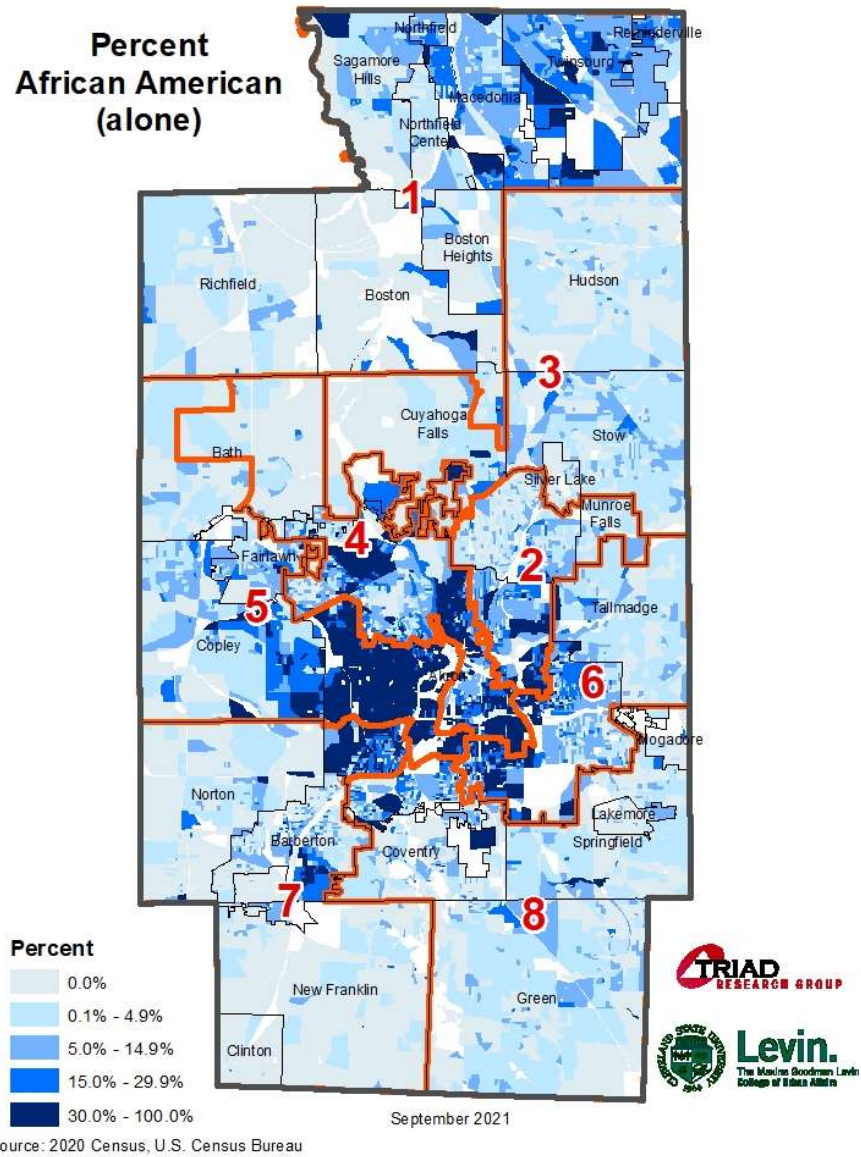 Percent
African American
(alone)
Northfield
Reminderville
Sagamore
Hills
Twinsburg
Macedonia
Northfield
Center
1
Boston
Heights
Richfield
Boston
Hudson
3
Cuyahoga
Falls
Stow
Bath
Silver Lake
Munroe
Falls
4
Fairlawn
2
5
Tallmadge
Copley
Akron
6
Mogadore
Norton
Lakemore
Barberton
Coventry
Springfield
7
8
New Franklin
Green
Clinton
Percent
0.0%
0.1% - 4.9%
5.0% - 14.9%
15.0% - 29.9%
30.0% - 100.0%
TRIAD
RESEARCH GROUP
CLEVELAND STATE UNIVERSITY
1964
Levin.
The Maxine Goodman Levin
College of Urban Affairs
September 2021
ource: 2020 Census, U.S. Census Bureau